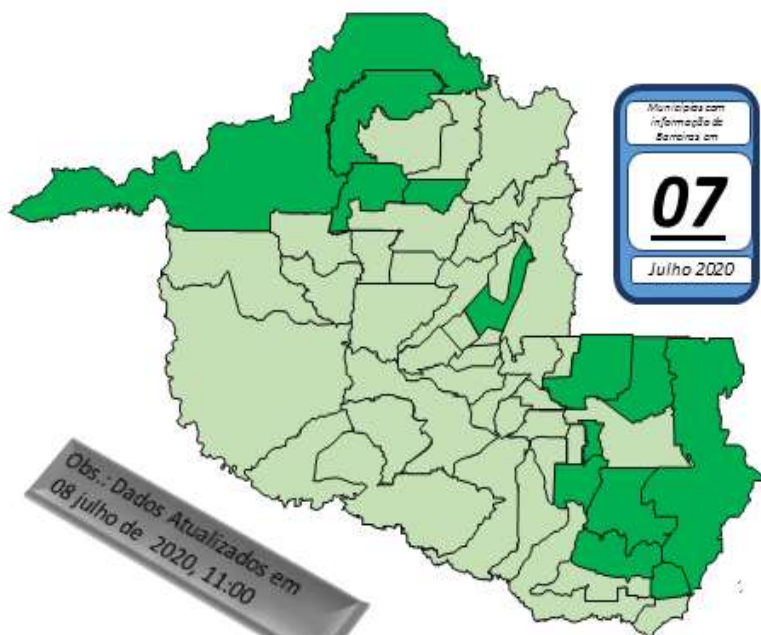 Municípios com
informação de
Barreiras em
07
Julho 2020
Obs.: Dados Atualizados em
08 julho de 2020, 11:00